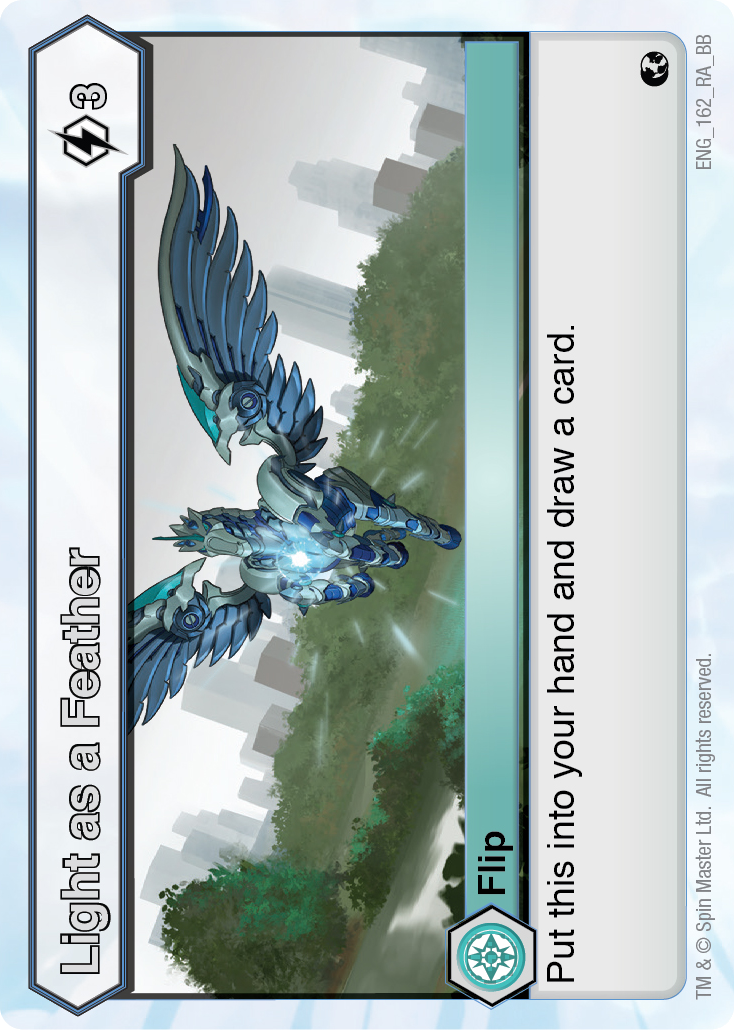 Light as a Feather
3
Flip
Put this into your hand and draw a card.
TM & © Spin Master Ltd. All rights reserved.
ENG_162_RA_BB